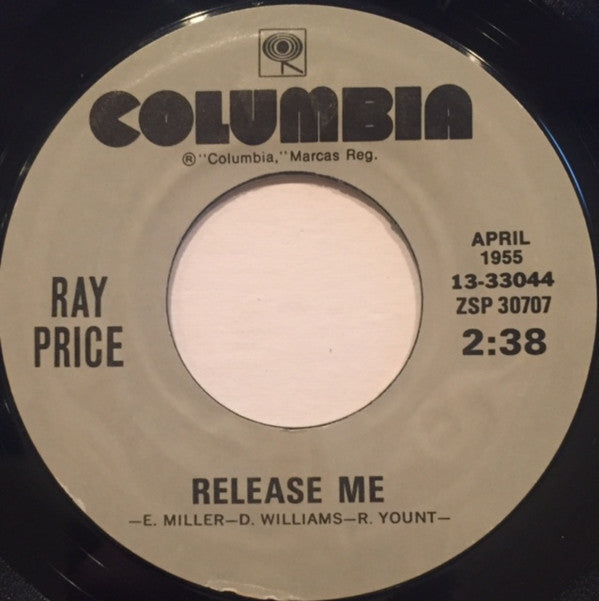 COLUMBIA
® "Columbia," Marcas Reg.
RAY
PRICE
APRIL
1955
13-33044
ZSP 30707
2:38
RELEASE ME
—E. MILLER—D. WILLIAMS—R. YOUNT—